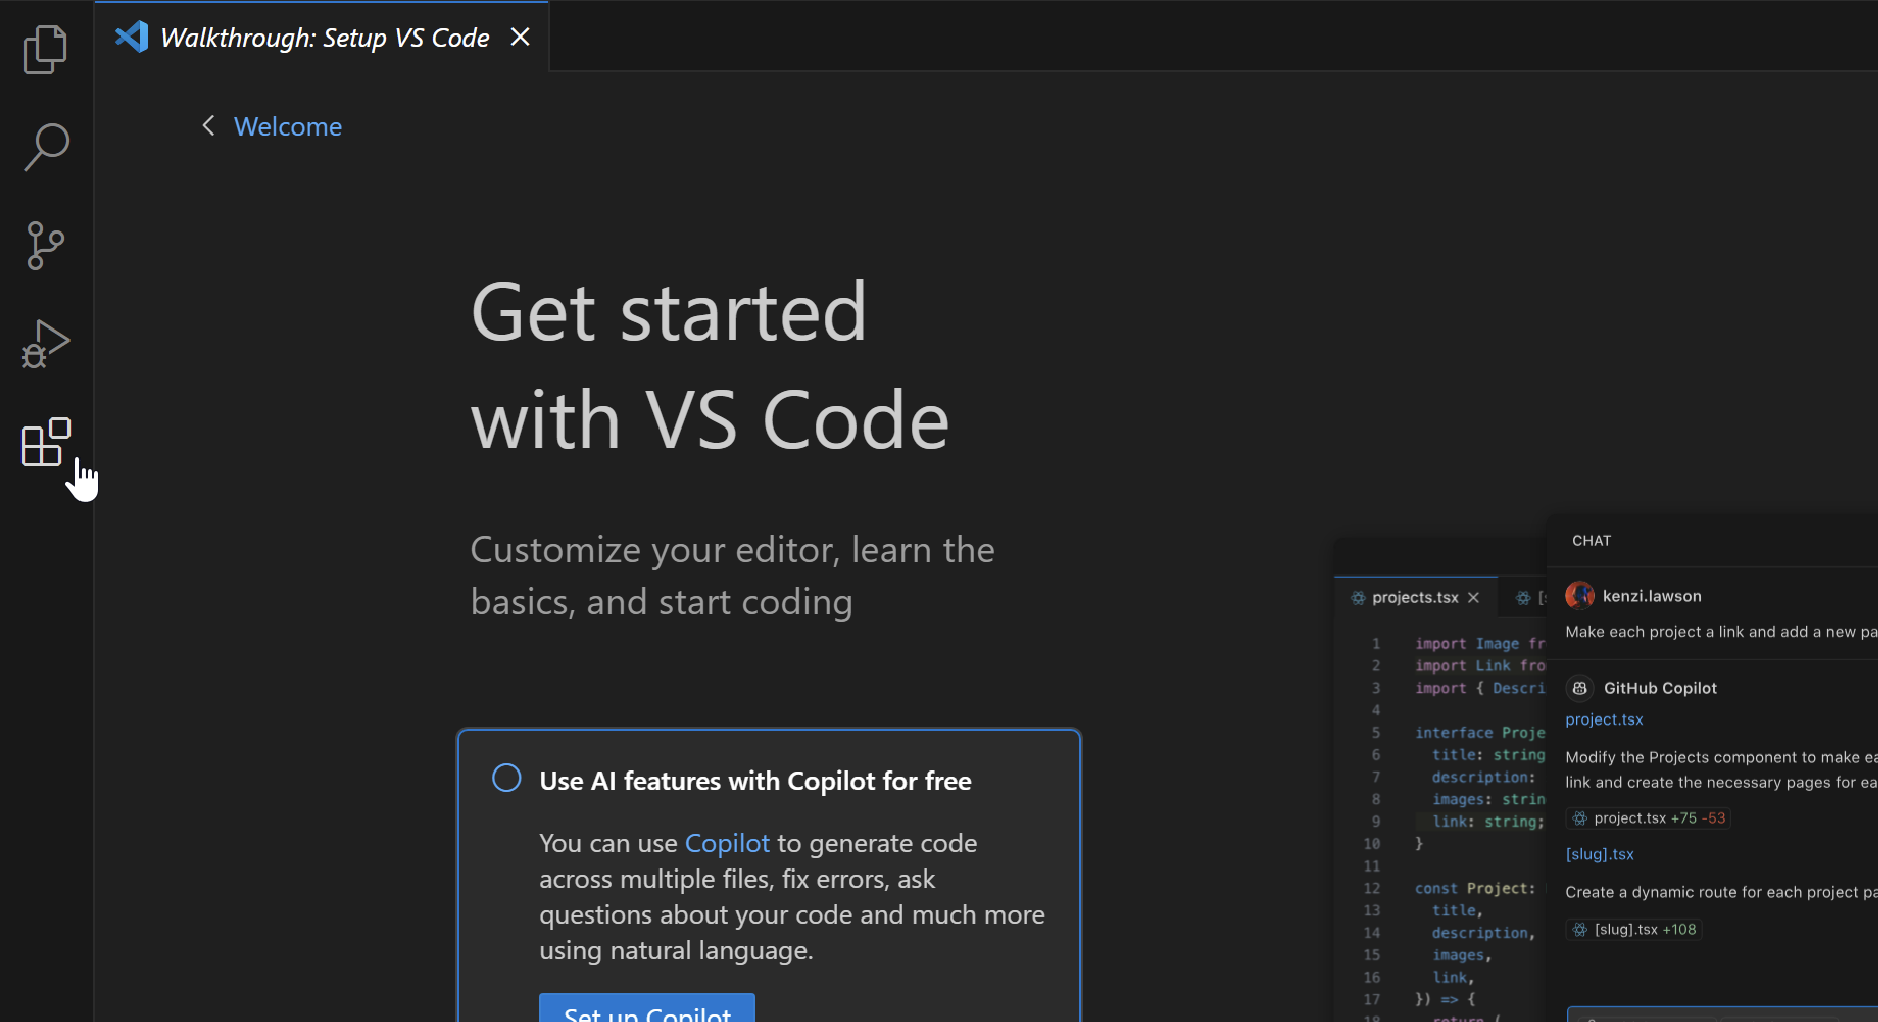 Walkthrough: Setup VS Code
Welcome
Get started
with VS Code
Customize your editor, learn the
basics, and start coding
Use AI features with Copilot for free
You can use Copilot to generate code
across multiple files, fix errors, ask
questions about your code and much more
using natural language.
Set up Copilot
projects.tsx
1 import Image fr
2 import Link fro
3 import { Descri
4
5 interface Proje
6 title: string
7 description:
8 images: strin
9 link: string;
10 }
11
12 const Project:
13 title,
14 description,
15 images,
16 link,
17 }) => {
18 return (
CHAT
kenzi.lawson
Make each project a link and add a new pa
GitHub Copilot
project.tsx
Modify the Projects component to make ea
link and create the necessary pages for ea
project.tsx +75 -53
[slug].tsx
Create a dynamic route for each project pa
[slug].tsx +108